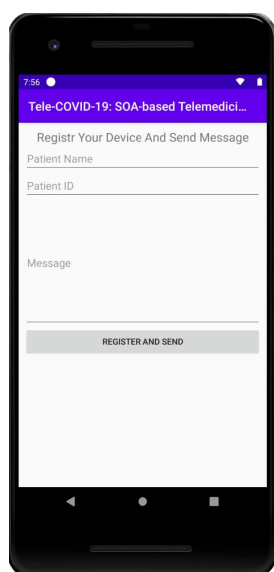 7:56
Tele-COVID-19: SOA-based Telemedici...
Registr Your Device And Send Message
Patient Name
Patient ID
Message
REGISTER AND SEND